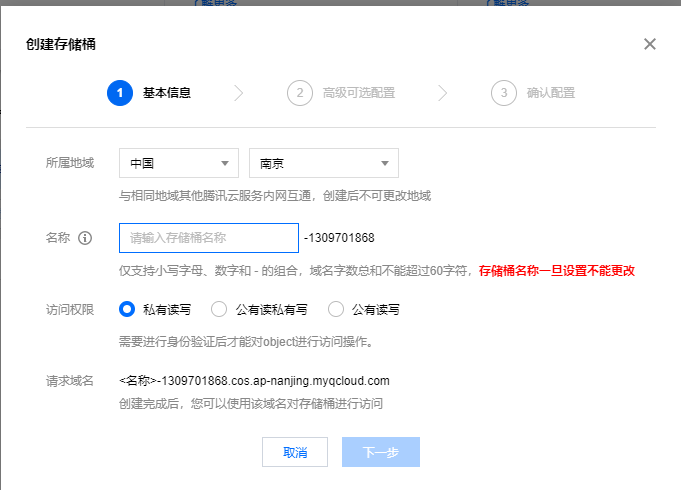 创建存储桶
1 基本信息 2 高级可选配置 3 确认配置
所属地域 中国 南京
与相同地域其他腾讯云服务内网互通，创建后不可更改地域
名称 请输入存储桶名称 -1309701868
仅支持小写字母、数字和 - 的组合，域名字数总和不能超过60字符，存储桶名称一旦设置不能更改
访问权限 私有读写 公有读私有写 公有读写
需要进行身份验证后才能对object进行访问操作。
请求域名 <名称>-1309701868.cos.ap-nanjing.myqcloud.com
创建完成后，您可以使用该域名对存储桶进行访问
取消 下一步